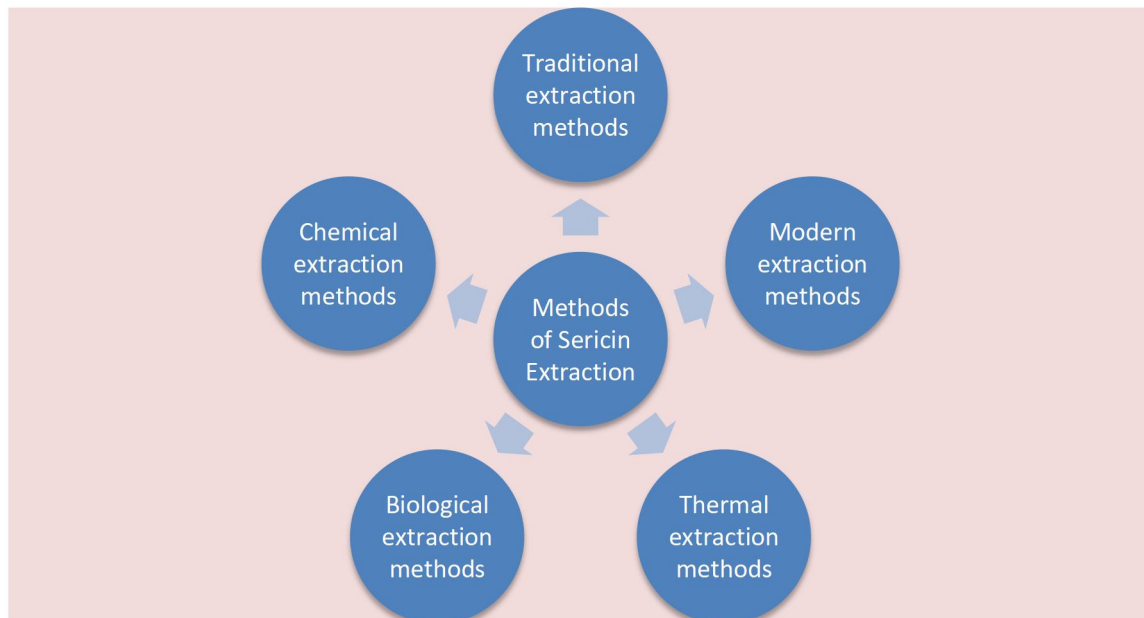 Traditional
extraction
methods
Chemical
extraction
methods
Modern
extraction
methods
Methods
of Sericin
Extraction
Biological
extraction
methods
Thermal
extraction
methods